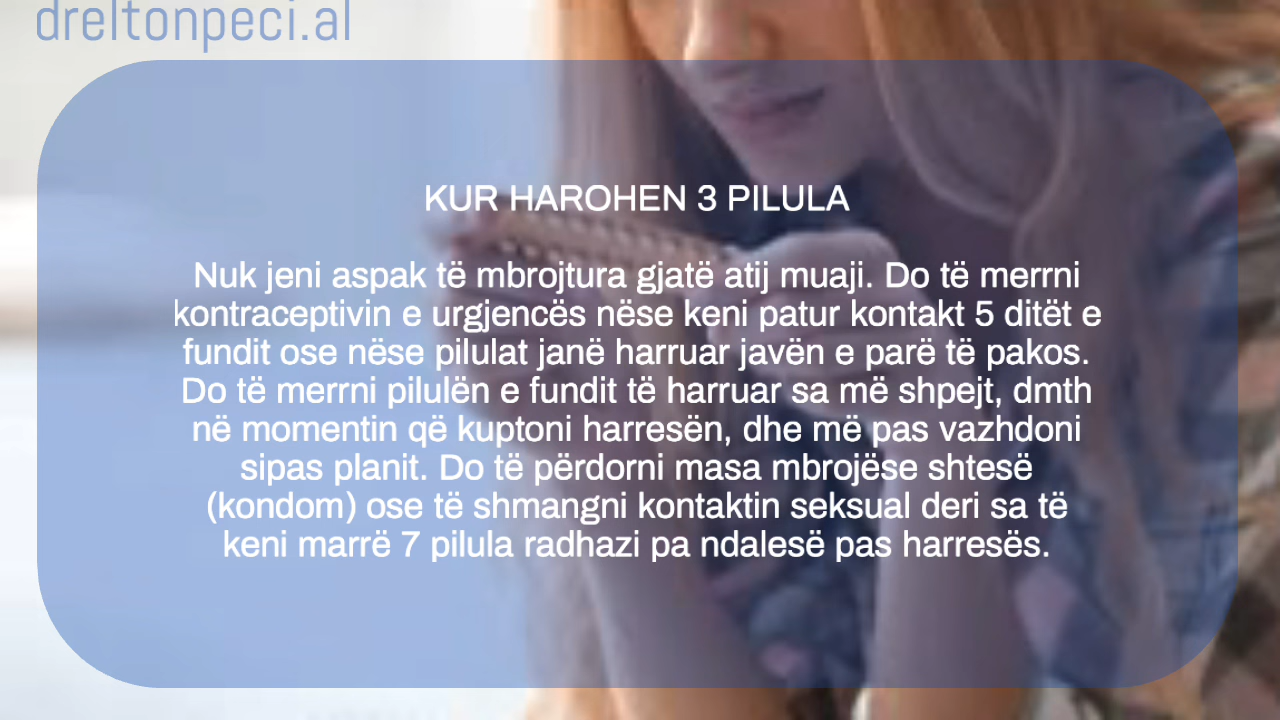 dreltonpeci.al
KUR HAROHEN 3 PILULA
Nuk jeni aspak të mbrojtura gjatë atij muaji. Do të merrni
kontraceptivin e urgjencës nëse keni patur kontakt 5 ditët e
fundit ose nëse pilulat janë harruar javën e parë të pakos.
Do të merrni pilulën e fundit të harruar sa më shpejt, dmth
në momentin që kuptoni harresën, dhe më pas vazhdoni
sipas planit. Do të përdorni masa mbrojëse shtesë
(kondom) ose të shmangni kontaktin seksual deri sa të
keni marrë 7 pilula radhazi pa ndalesë pas harresës.